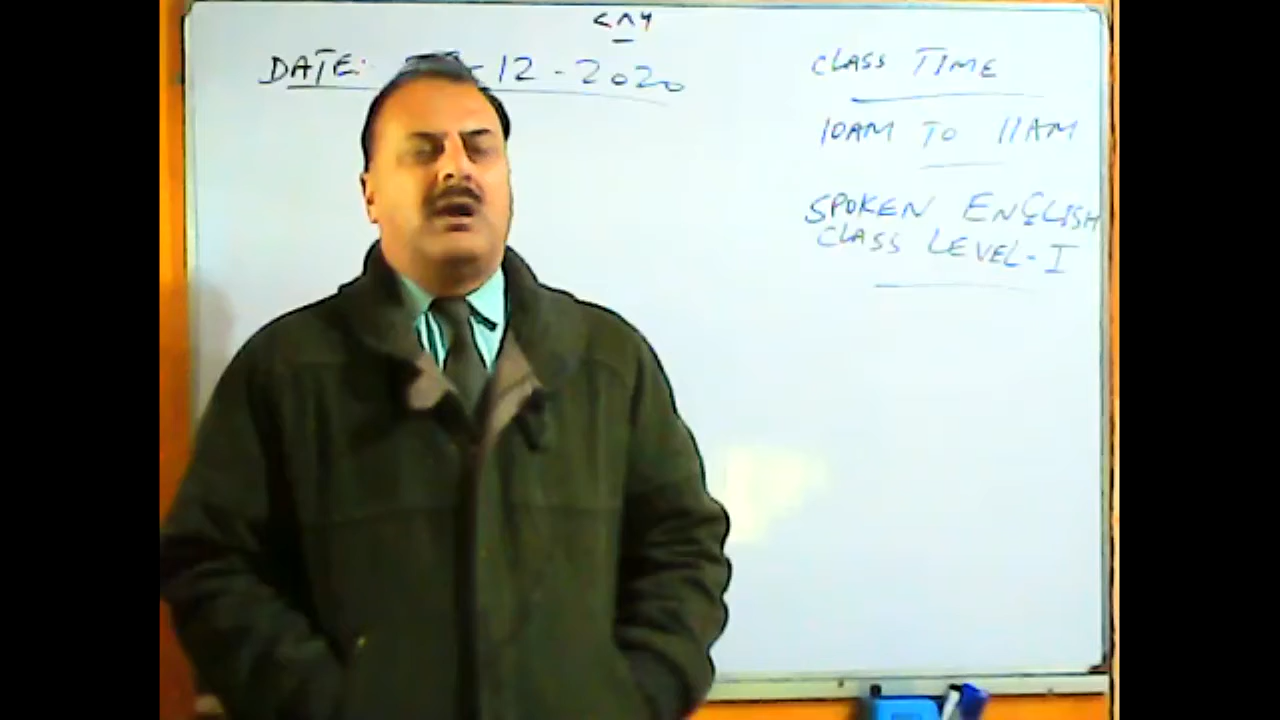 DATE: -12-2020
CLASS TIME
10AM TO 11AM
SPOKEN ENGLISH
CLASS LEVEL-I